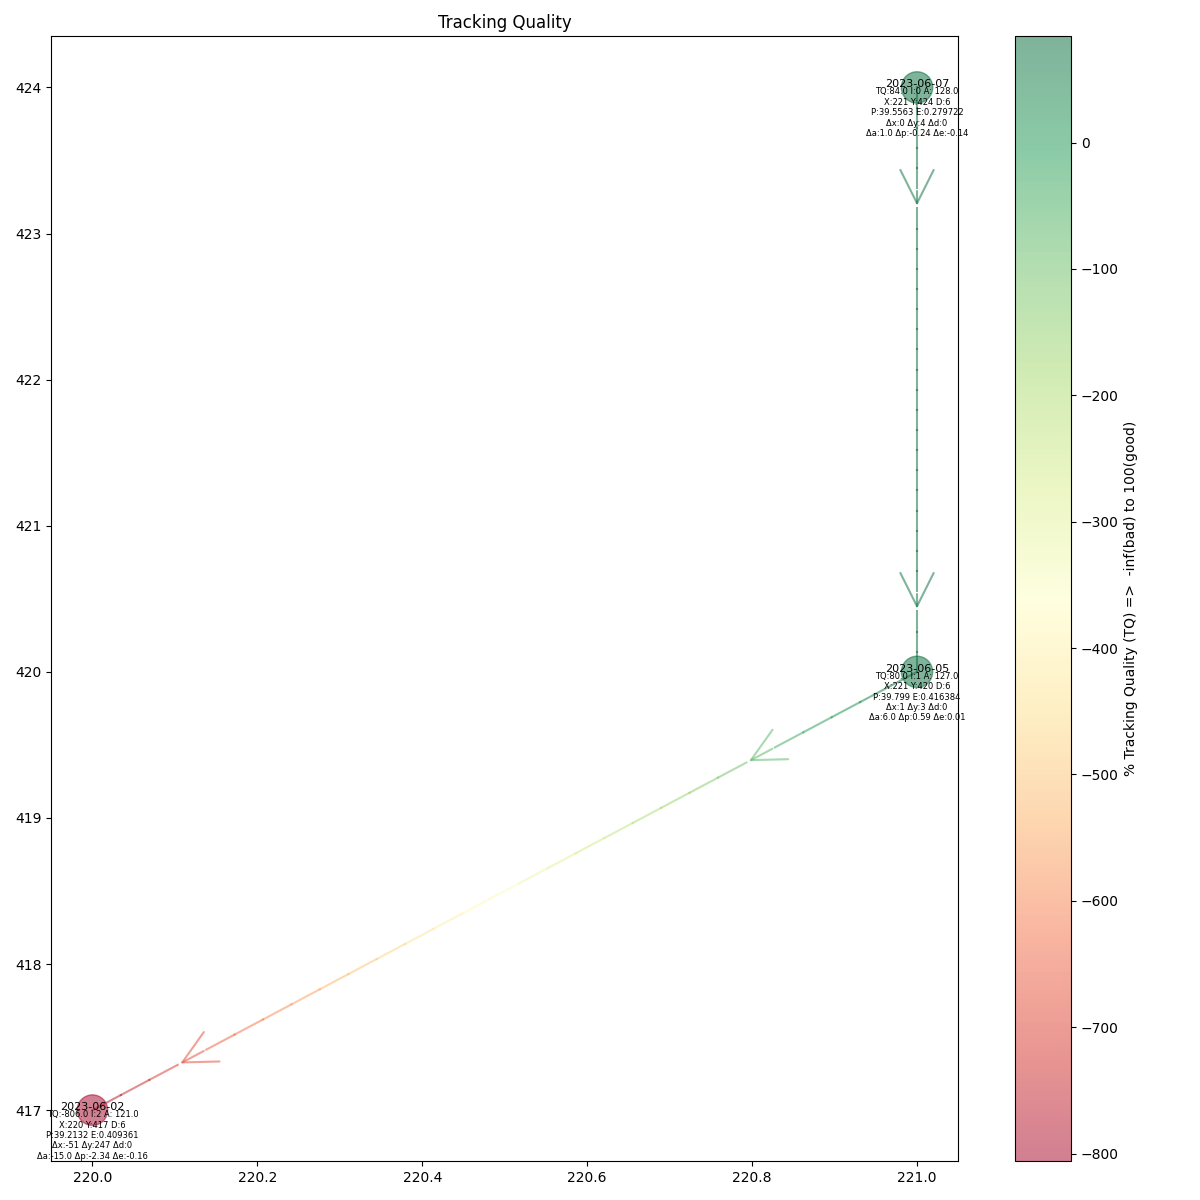 Tracking Quality
424
423
422
421
420
419
418
417
220.0
220.2
220.4
220.6
220.8
221.0
2023-06-07
TQ:84.0 I:0 A: 128.0
X:221 Y:424 D:6
P:39.5563 E:0.279722
Δx:0 Δy:4 Δd:0
Δa:1.0 Δp:-0.24 Δe:-0.14
2023-06-05
TQ:80.0 I:1 A: 127.0
X:221 Y:420 D:6
P:39.799 E:0.416384
Δx:1 Δy:3 Δd:0
Δa:6.0 Δp:0.59 Δe:0.01
2023-06-02
TQ:-806.0 I:2 A: 121.0
X:220 Y:417 D:6
P:39.2132 E:0.409361
Δx:-51 Δy:247 Δd:0
Δa:-15.0 Δp:-2.34 Δe:-0.16
0
−100
−200
−300
−400
−500
−600
−700
−800
% Tracking Quality (TQ) => -inf(bad) to 100(good)